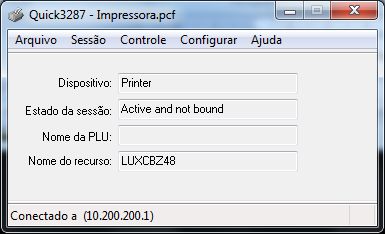 Quick3287 - Impressora.pcf
Arquivo Sessão Controle Configurar Ajuda
Dispositivo: Printer
Estado da sessão: Active and not bound
Nome da PLU:
Nome do recurso: LUXCBZ48
Conectado a (10.200.200.1)